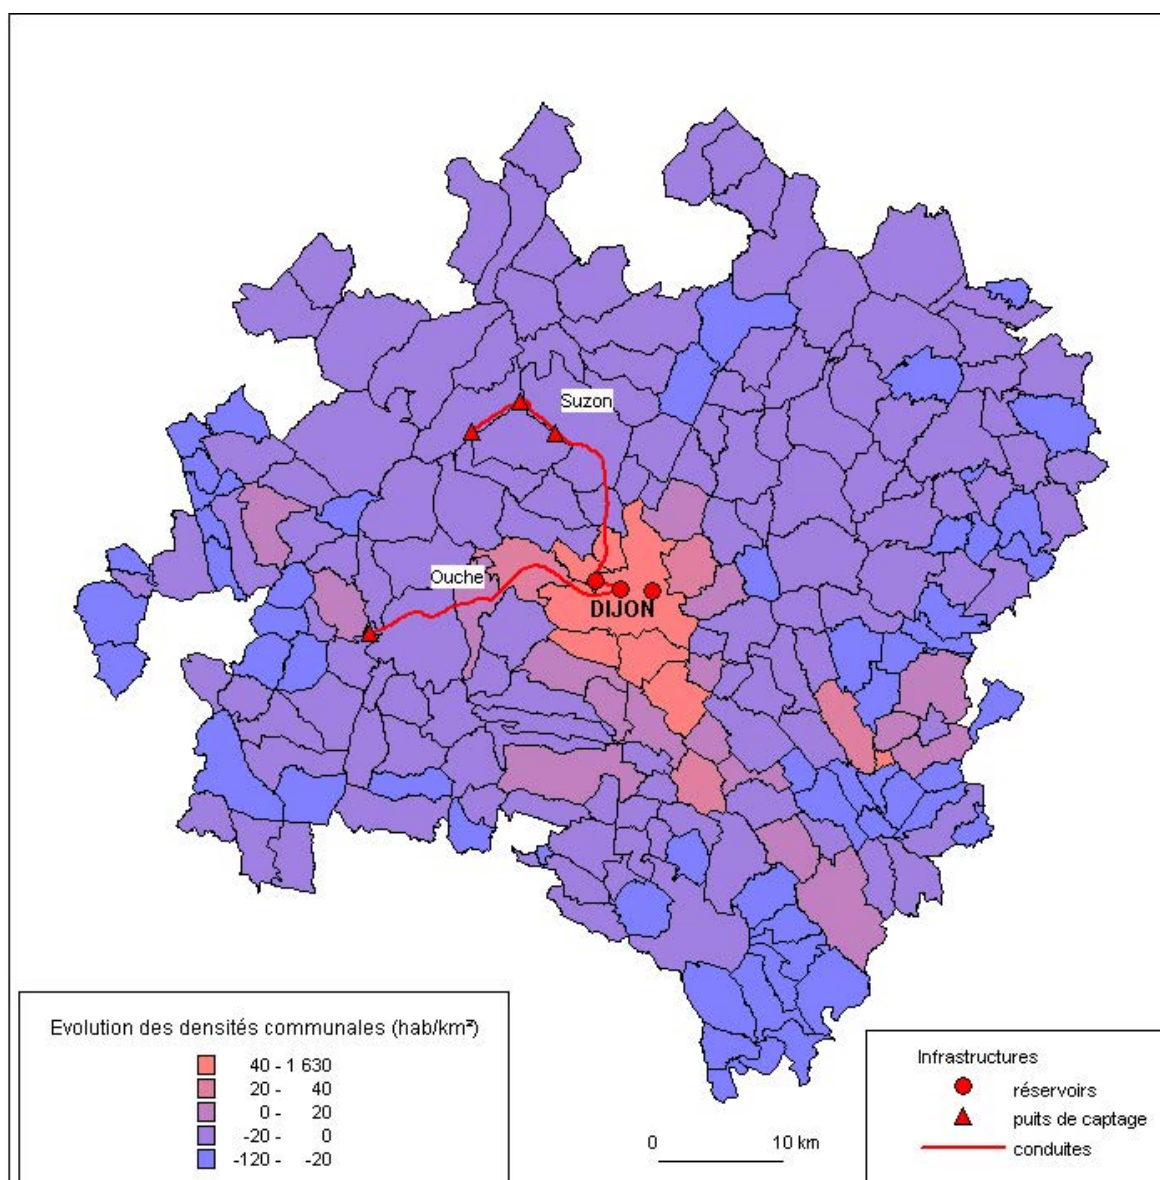 Suzon
Ouche
DIJON
Evolution des densités communales (hab/km²)
40 - 1 630
20 - 40
0 - 20
-20 - 0
-120 - -20
0 10 km
Infrastructures
réservoirs
puits de captage
conduites